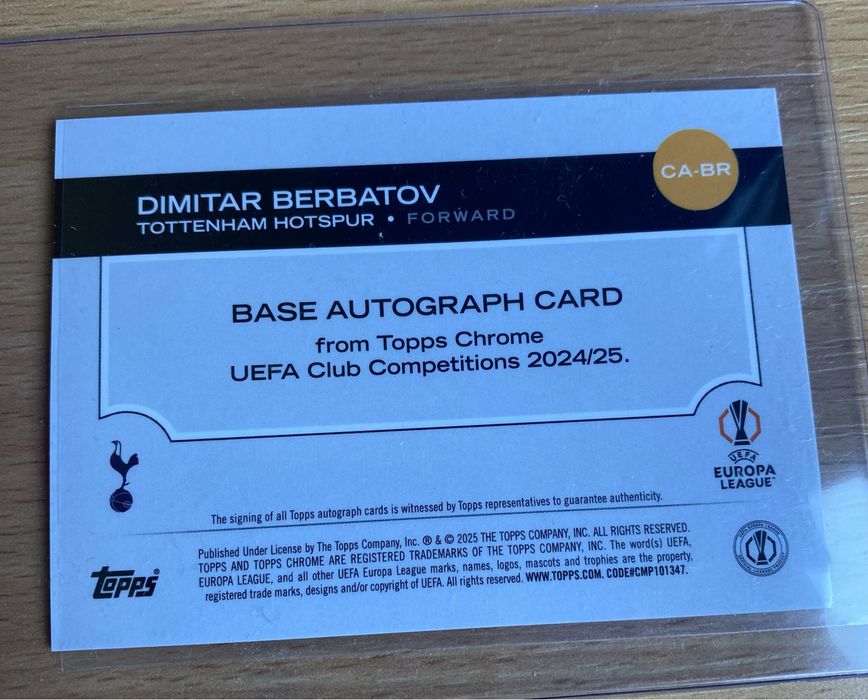 CA-BR
DIMITAR BERBATOV
TOTTENHAM HOTSPUR • FORWARD
BASE AUTOGRAPH CARD
from Topps Chrome
UEFA Club Competitions 2024/25.
UEFA
EUROPA
LEAGUE™
The signing of all Topps autograph cards is witnessed by Topps representatives to guarantee authenticity.
topps®
Published Under License by The Topps Company, Inc. ® & © 2025 THE TOPPS COMPANY, INC. ALL RIGHTS RESERVED.
TOPPS AND TOPPS CHROME ARE REGISTERED TRADEMARKS OF THE TOPPS COMPANY, INC. The word(s) UEFA,
EUROPA LEAGUE, and all other UEFA Europa League marks, names, logos, mascots and trophies are the property,
registered trade marks, designs and/or copyright of UEFA. All rights reserved. WWW.TOPPS.COM. CODE#CMP101347.